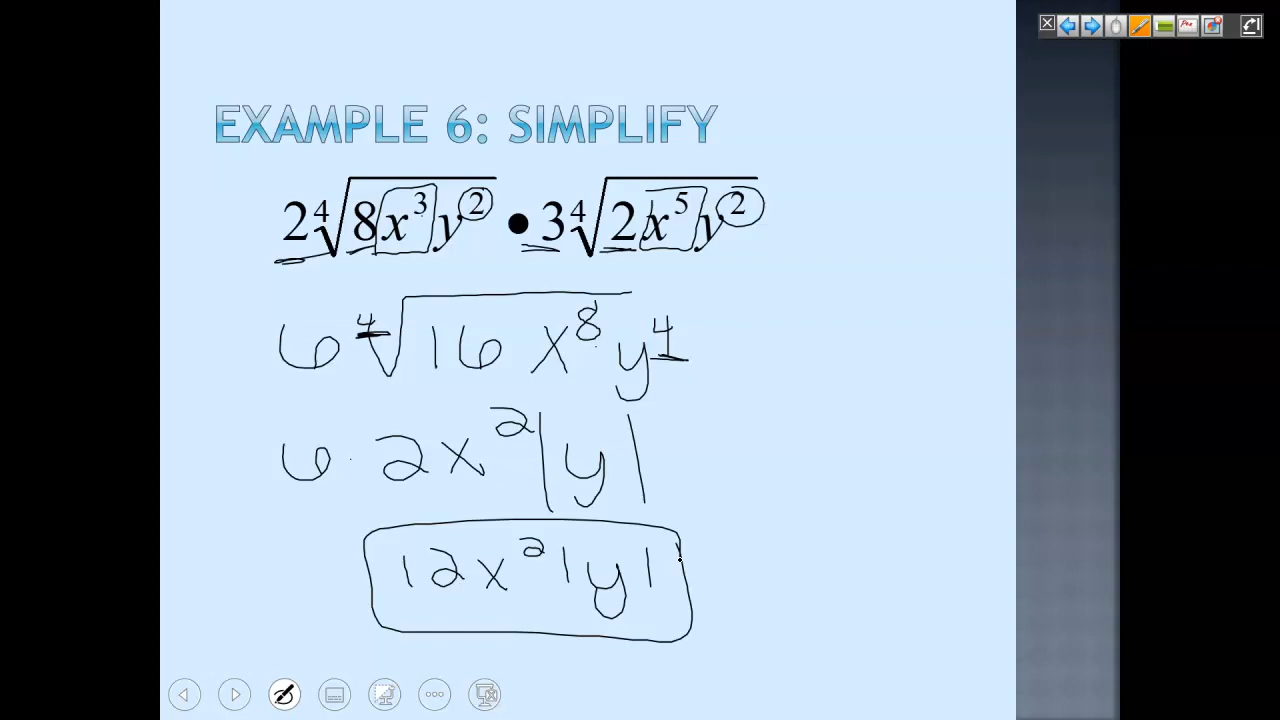 EXAMPLE 6: SIMPLIFY
2∜8x³y² • 3∜2x⁵y²
6∜16x⁸y⁴
6 · 2x²|y|
12x²|y|